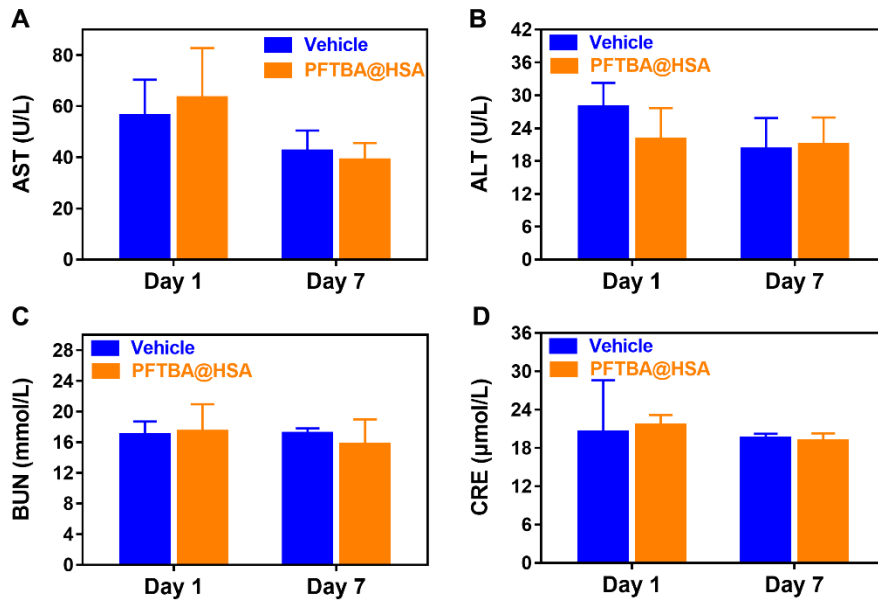 A
Vehicle
PFTBA@HSA
AST (U/L)
80
60
40
20
0
Day 1 Day 7
B
Vehicle
PFTBA@HSA
ALT (U/L)
36
30
24
18
12
6
0
Day 1 Day 7
C
Vehicle
PFTBA@HSA
BUN (mmol/L)
28
24
20
16
12
8
4
0
Day 1 Day 7
D
Vehicle
PFTBA@HSA
CRE (μmol/L)
36
30
24
18
12
6
0
Day 1 Day 7